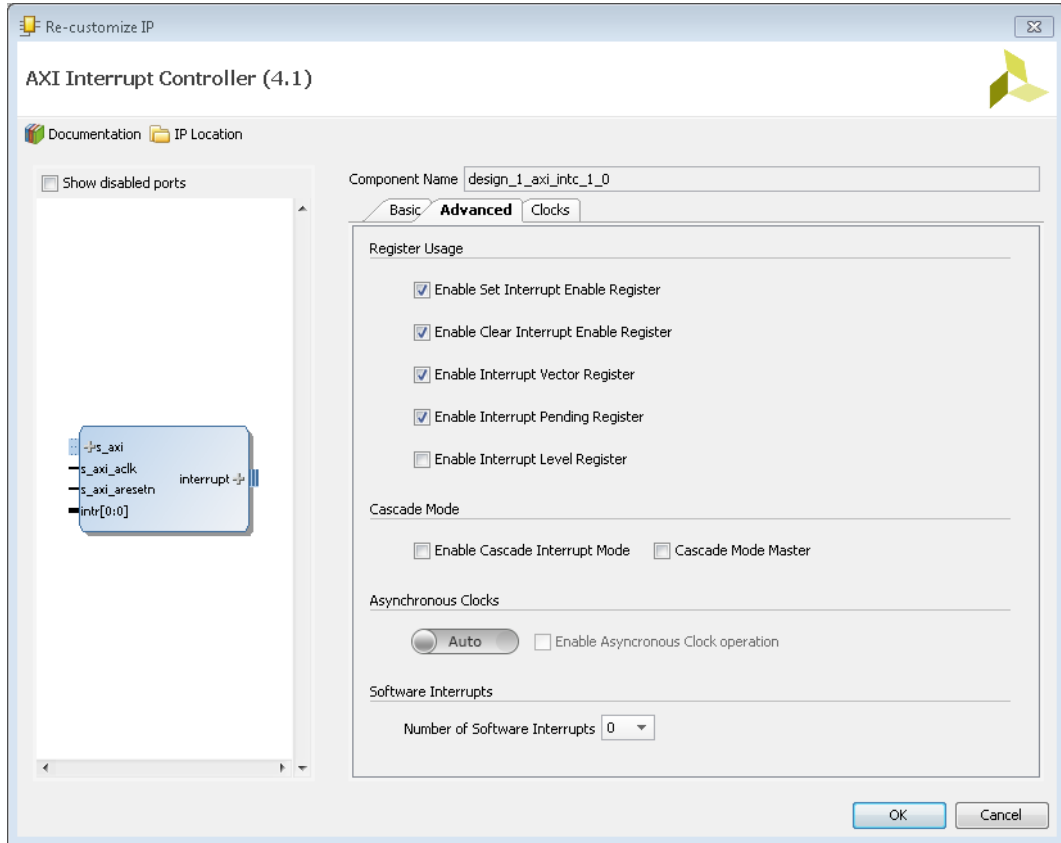 Re-customize IP
AXI Interrupt Controller (4.1)
Documentation IP Location
Show disabled ports
s_axi
s_axi_aclk
s_axi_aresetn
intr[0:0]
interrupt
Component Name design_1_axi_intc_1_0
Basic Advanced Clocks
Register Usage
Enable Set Interrupt Enable Register
Enable Clear Interrupt Enable Register
Enable Interrupt Vector Register
Enable Interrupt Pending Register
Enable Interrupt Level Register
Cascade Mode
Enable Cascade Interrupt Mode Cascade Mode Master
Asynchronous Clocks
Auto Enable Asyncronous Clock operation
Software Interrupts
Number of Software Interrupts 0
OK Cancel